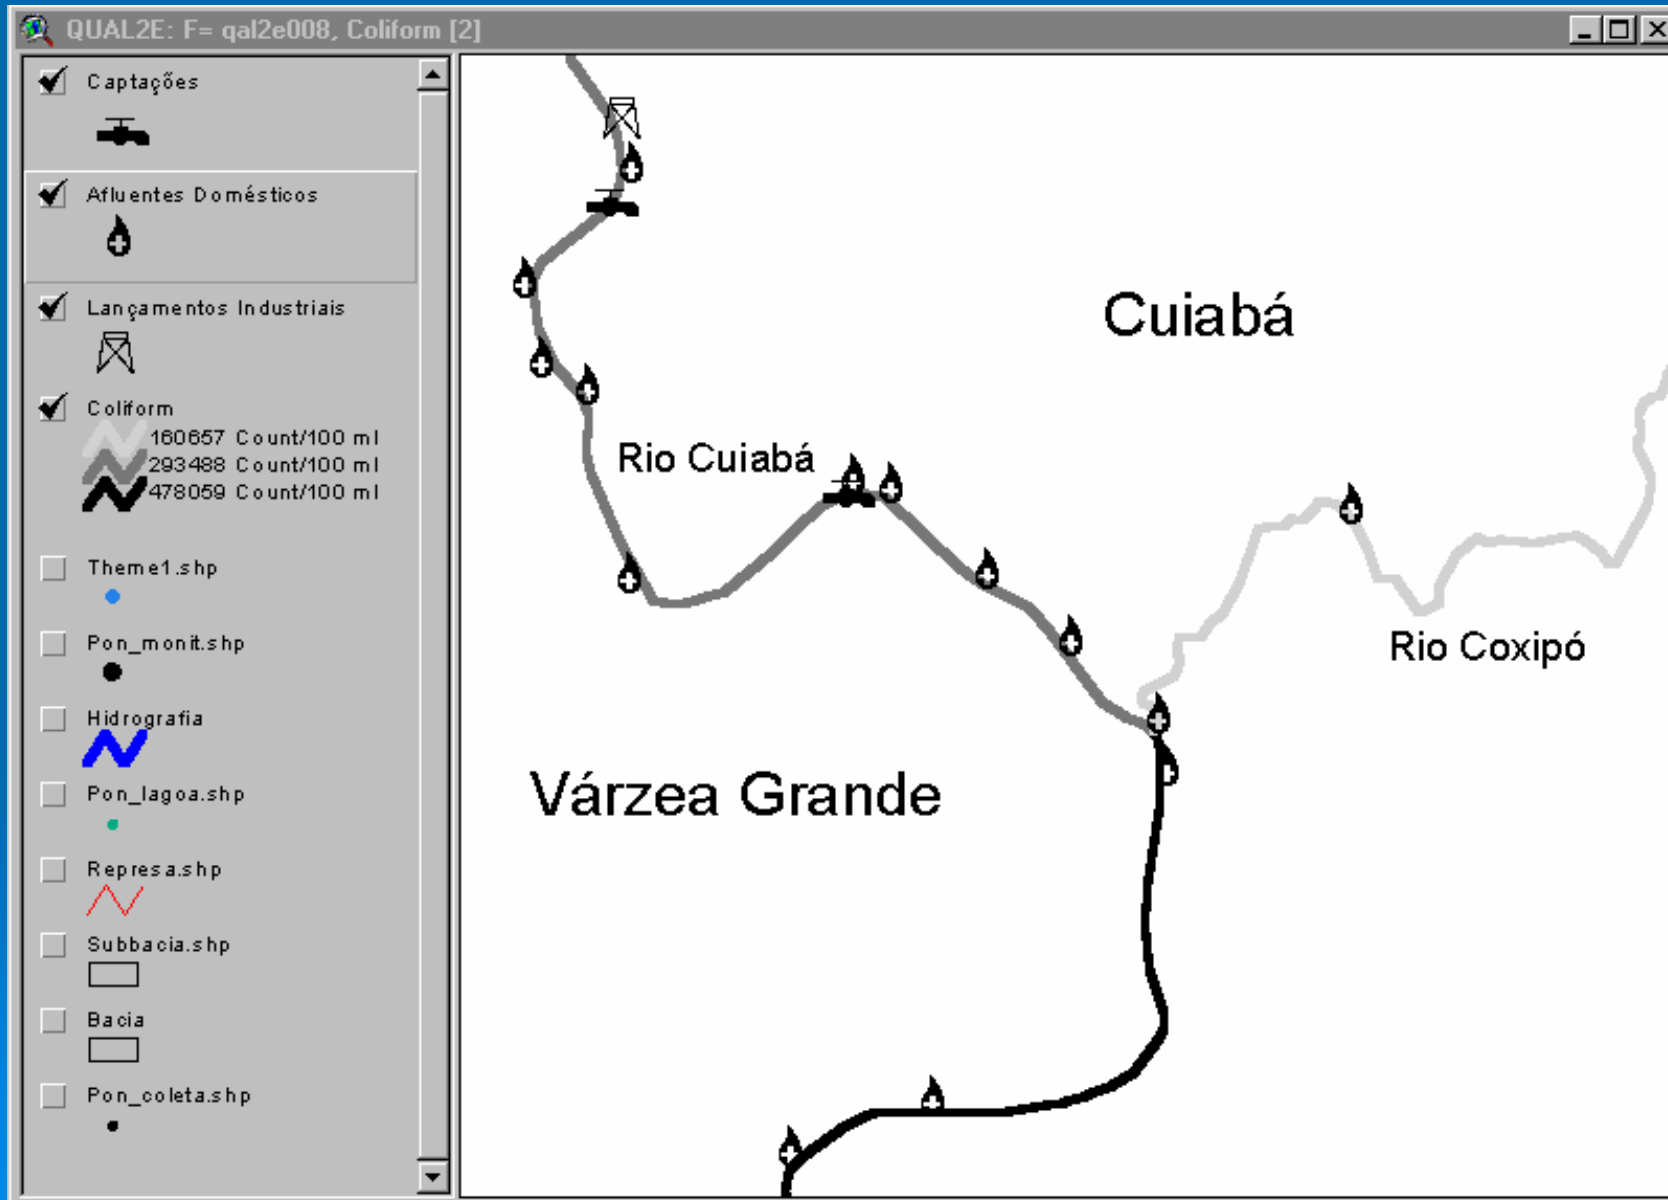 QUAL2E: F= qal2e008, Coliform [2]
Captações
Afluentes Domésticos
Lançamentos Industriais
Coliform
160657 Count/100 ml
293488 Count/100 ml
478059 Count/100 ml
Theme1.shp
Pon_monit.shp
Hidrografia
Pon_lagoa.shp
Represa.shp
Subbacia.shp
Bacia
Pon_coleta.shp
Cuiabá
Rio Cuiabá
Rio Coxipó
Várzea Grande